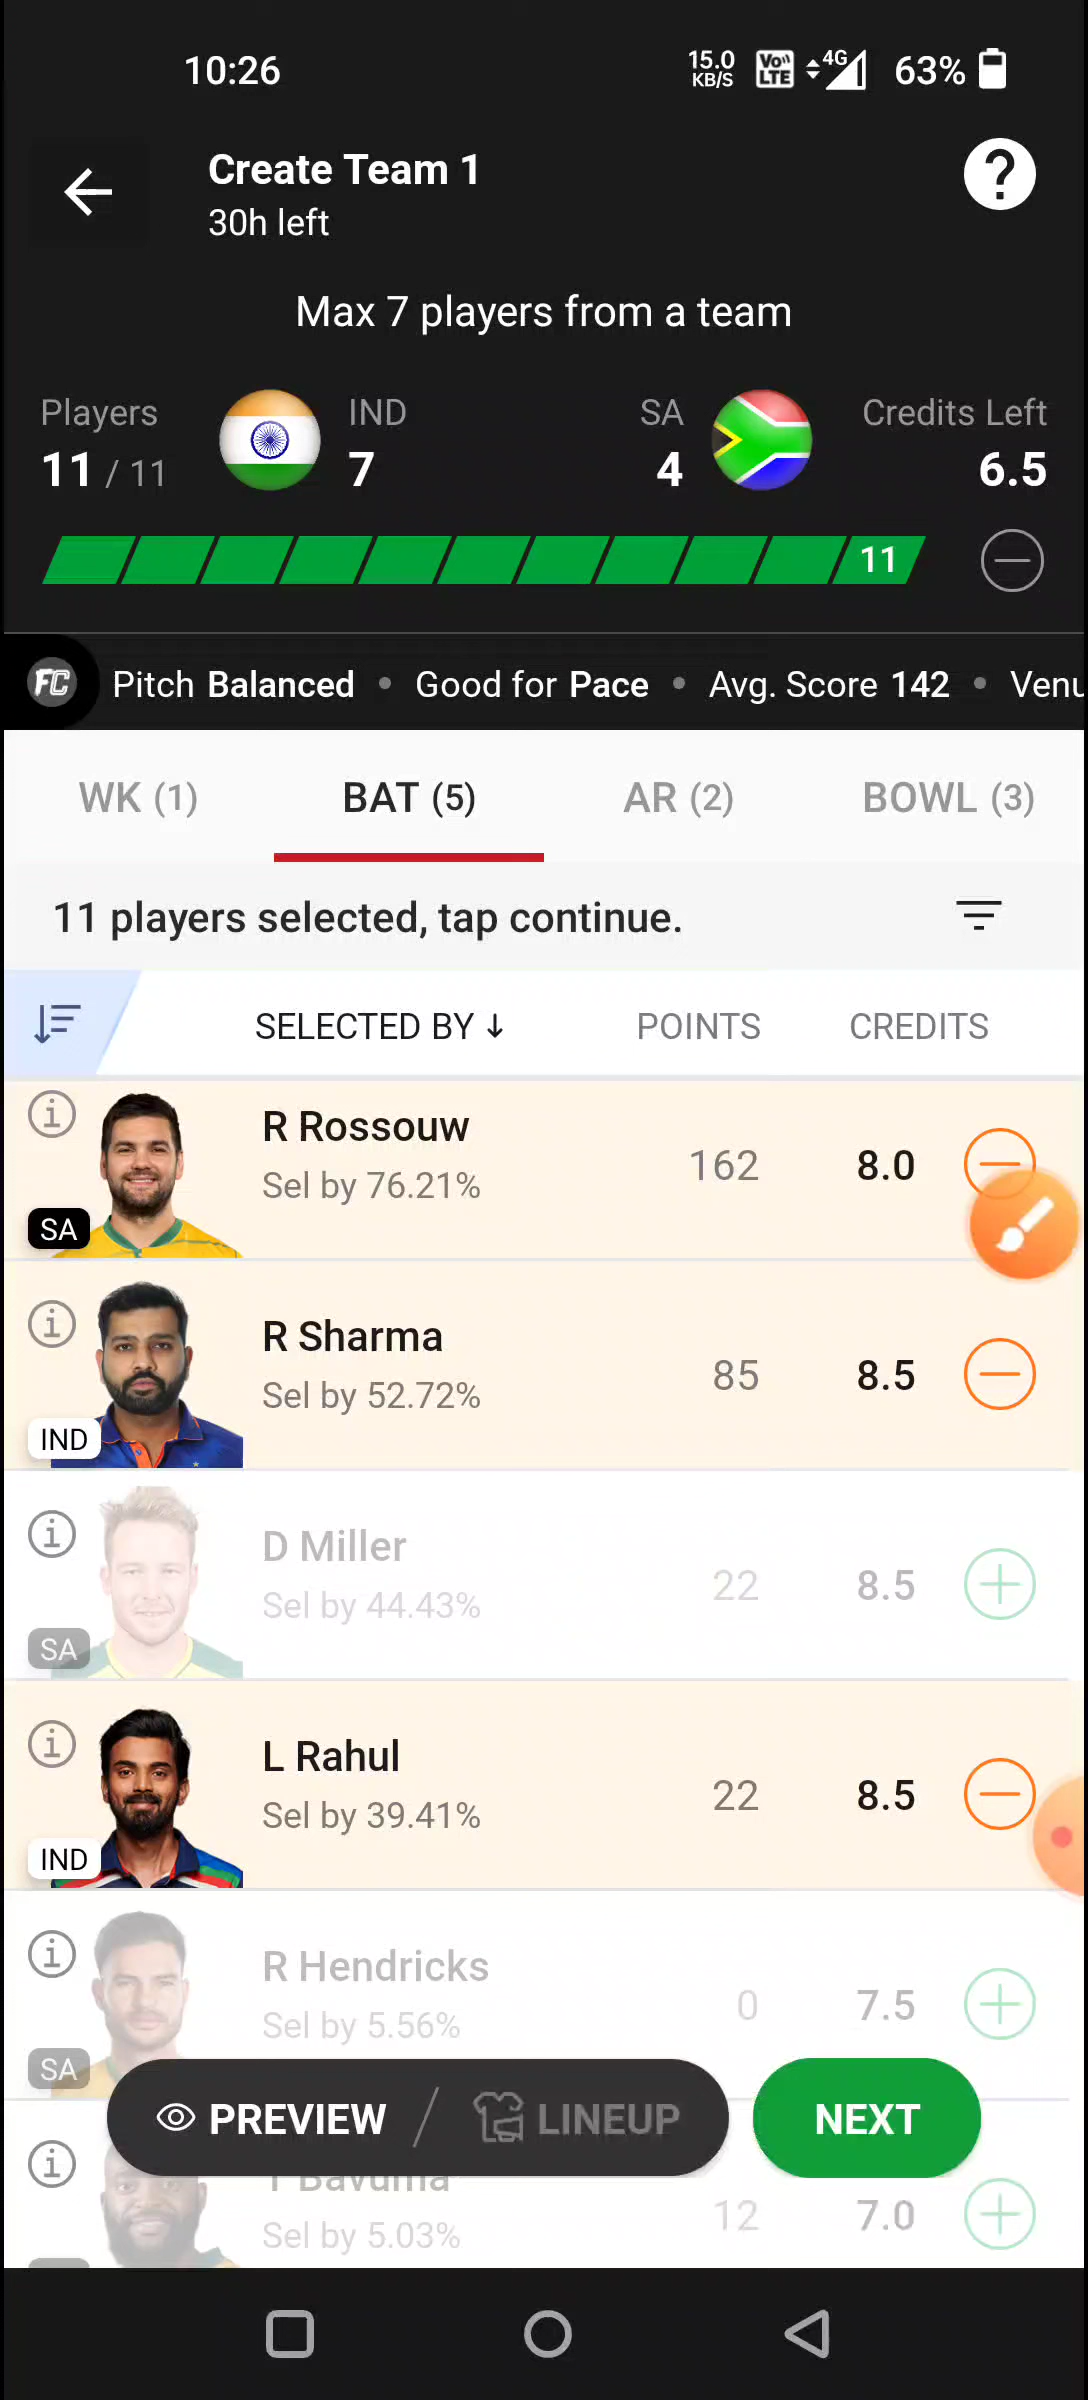 10:26
15.0 KB/S
VoLTE
4G
63%
Create Team 1
30h left
?
Max 7 players from a team
Players
IND
SA
Credits Left
11 / 11
7
4
6.5
11
FC
Pitch Balanced • Good for Pace • Avg. Score 142 • Venu
WK (1)
BAT (5)
AR (2)
BOWL (3)
11 players selected, tap continue.
SELECTED BY ↓
POINTS
CREDITS
R Rossouw
Sel by 76.21%
162
8.0
SA
R Sharma
Sel by 52.72%
85
8.5
IND
D Miller
Sel by 44.43%
22
8.5
SA
L Rahul
Sel by 39.41%
22
8.5
IND
R Hendricks
Sel by 5.56%
0
7.5
SA
PREVIEW / LINEUP
NEXT
T Bavuma
Sel by 5.03%
12
7.0